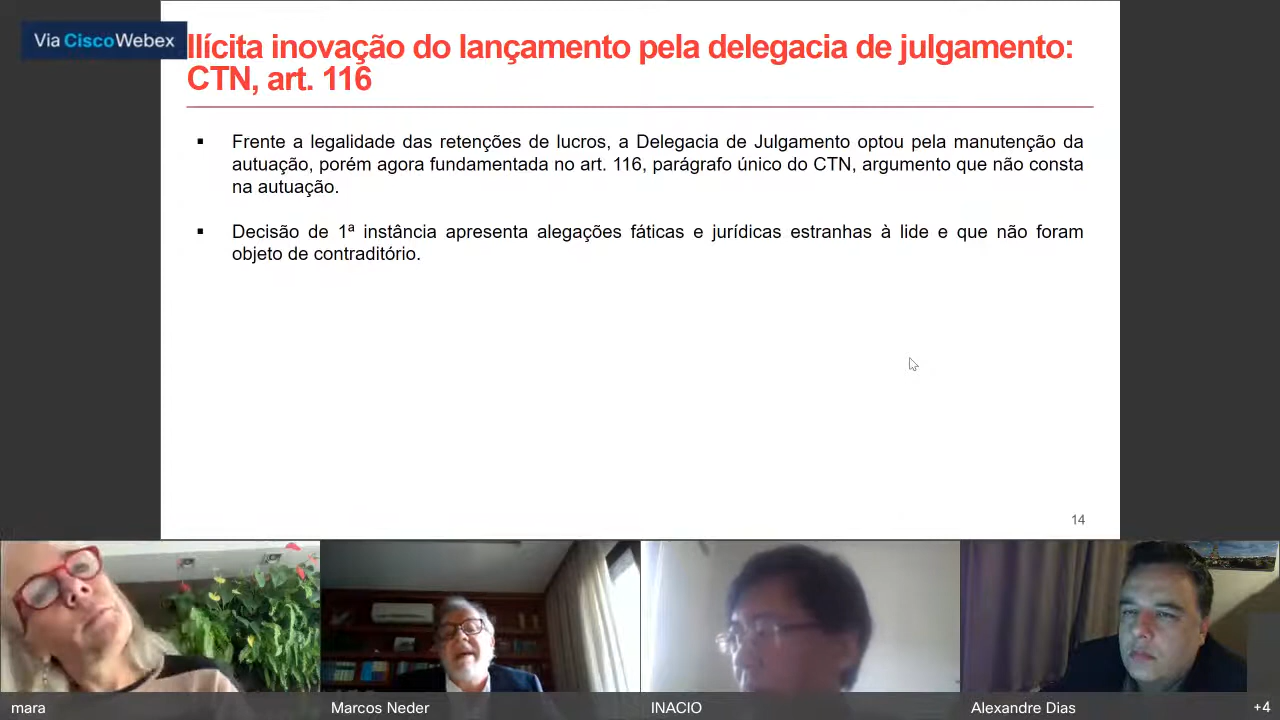 Via CiscoWebex
lícita inovação do lançamento pela delegacia de julgamento:
CTN, art. 116
▪ Frente a legalidade das retenções de lucros, a Delegacia de Julgamento optou pela manutenção da
autuação, porém agora fundamentada no art. 116, parágrafo único do CTN, argumento que não consta
na autuação.
▪ Decisão de 1ª instância apresenta alegações fáticas e jurídicas estranhas à lide e que não foram
objeto de contraditório.
14
mara
Marcos Neder
INACIO
Alexandre Dias
+4